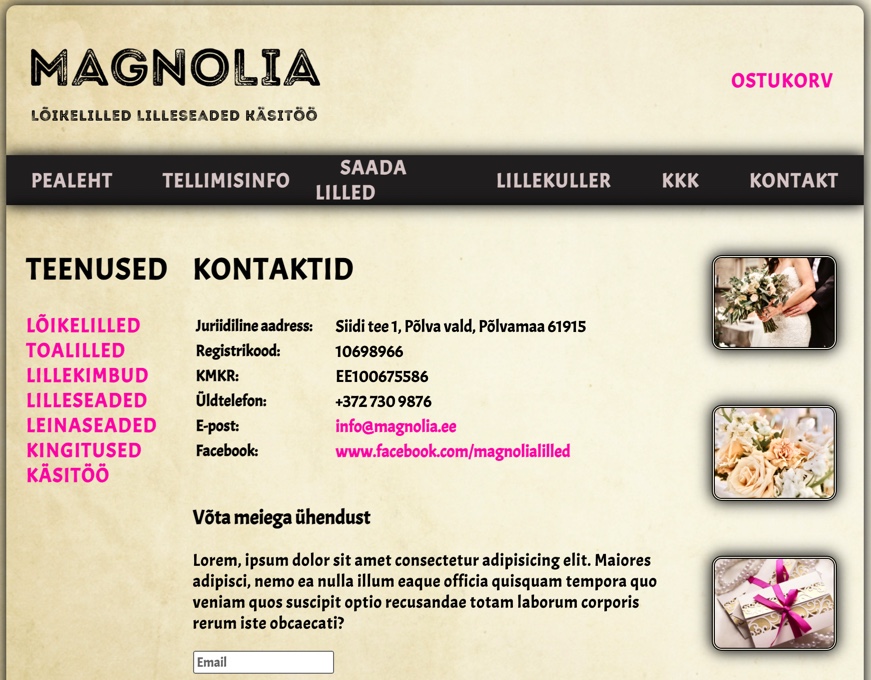 MAGNOLIA
LÕIKELILLED LILLESEADED KÄSITÖÖ
OSTUKORV
PEALEHT
TELLIMISINFO
SAADA
LILLED
LILLEKULLER
KKK
KONTAKT
TEENUSED
LÕIKELILLED
TOALILLED
LILLEKIMBUD
LILLESEADED
LEINASEADED
KINGITUSED
KÄSITÖÖ
KONTAKTID
Juriidiline aadress: Siidi tee 1, Põlva vald, Põlvamaa 61915
Registrikood: 10698966
KMKR: EE100675586
Üldtelefon: +372 730 9876
E-post: info@magnolia.ee
Facebook: www.facebook.com/magnolialilled
Võta meiega ühendust
Lorem, ipsum dolor sit amet consectetur adipisicing elit. Maiores
adipisci, nemo ea nulla illum eaque officia quisquam tempora quo
veniam quos suscipit optio recusandae totam laborum corporis
rerum iste obcaecati?
Email